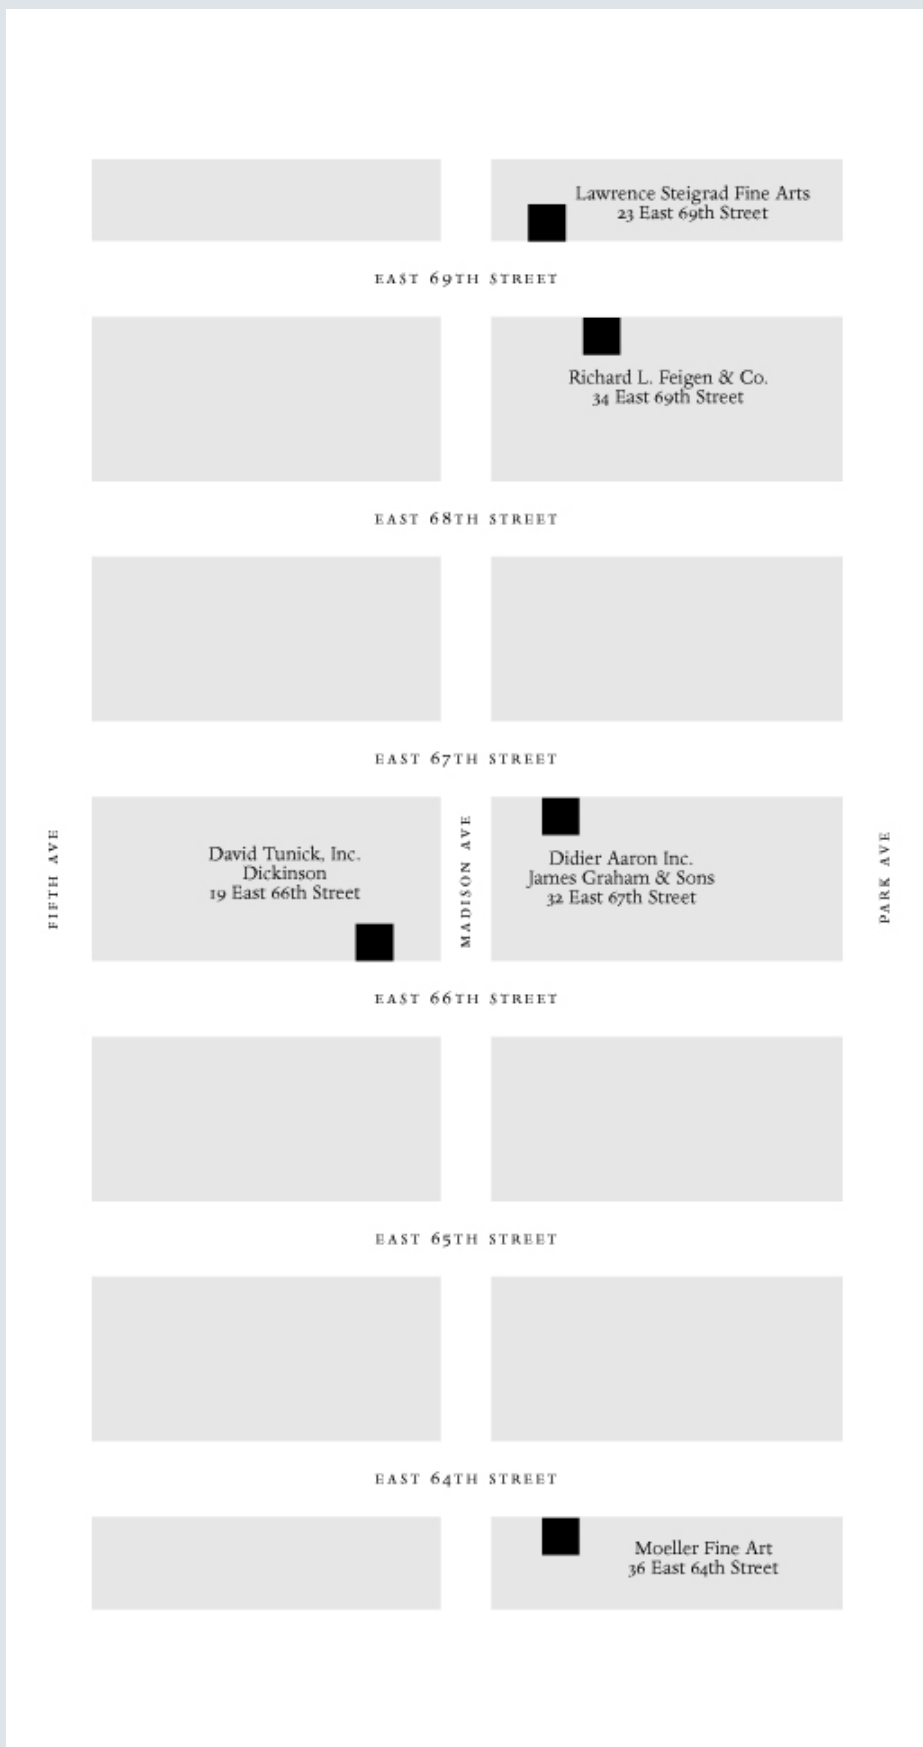 Lawrence Steigrad Fine Arts
23 East 69th Street
EAST 69TH STREET
Richard L. Feigen & Co.
34 East 69th Street
EAST 68TH STREET
EAST 67TH STREET
FIFTH AVE
David Tunick, Inc.
Dickinson
19 East 66th Street
MADISON AVE
Didier Aaron Inc.
James Graham & Sons
32 East 67th Street
PARK AVE
EAST 66TH STREET
EAST 65TH STREET
EAST 64TH STREET
Moeller Fine Art
36 East 64th Street